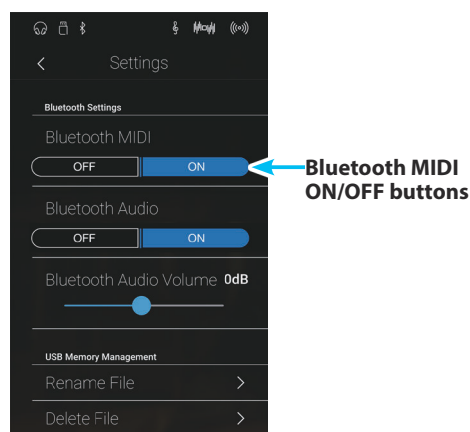 Settings
Bluetooth Settings
Bluetooth MIDI
OFF ON
Bluetooth MIDI
ON/OFF buttons
Bluetooth Audio
OFF ON
Bluetooth Audio Volume 0dB
USB Memory Management
Rename File
Delete File